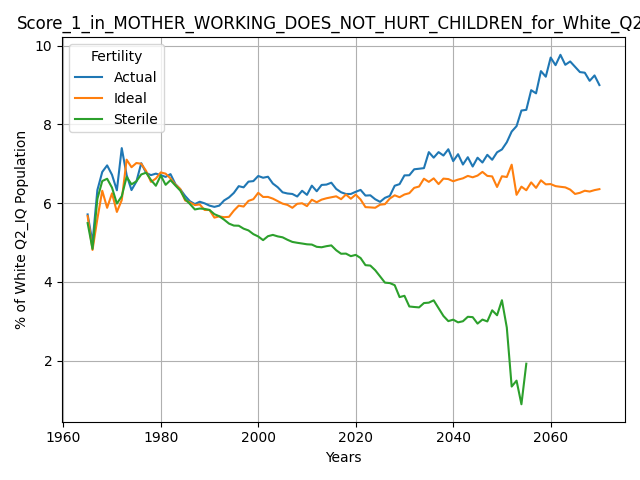 Score_1_in_MOTHER_WORKING_DOES_NOT_HURT_CHILDREN_for_White_Q2
Fertility
Actual
Ideal
Sterile
% of White Q2_IQ Population
10
8
6
4
2
1960
1980
2000
2020
2040
2060
Years